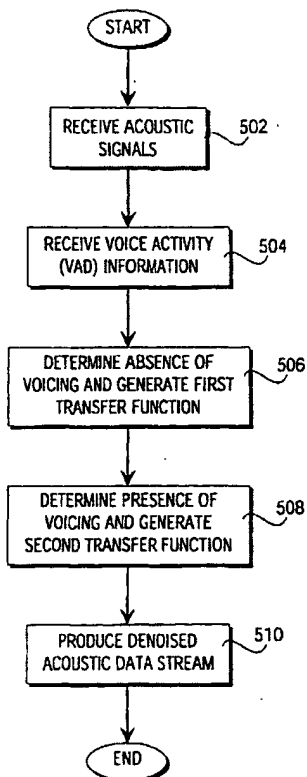 START
RECEIVE ACOUSTIC
SIGNALS
502
RECEIVE VOICE ACTIVITY
(VAD) INFORMATION
504
DETERMINE ABSENCE OF
VOICING AND GENERATE FIRST
TRANSFER FUNCTION
506
DETERMINE PRESENCE OF
VOICING AND GENERATE
SECOND TRANSFER FUNCTION
508
PRODUCE DENOISED
ACOUSTIC DATA STREAM
510
END